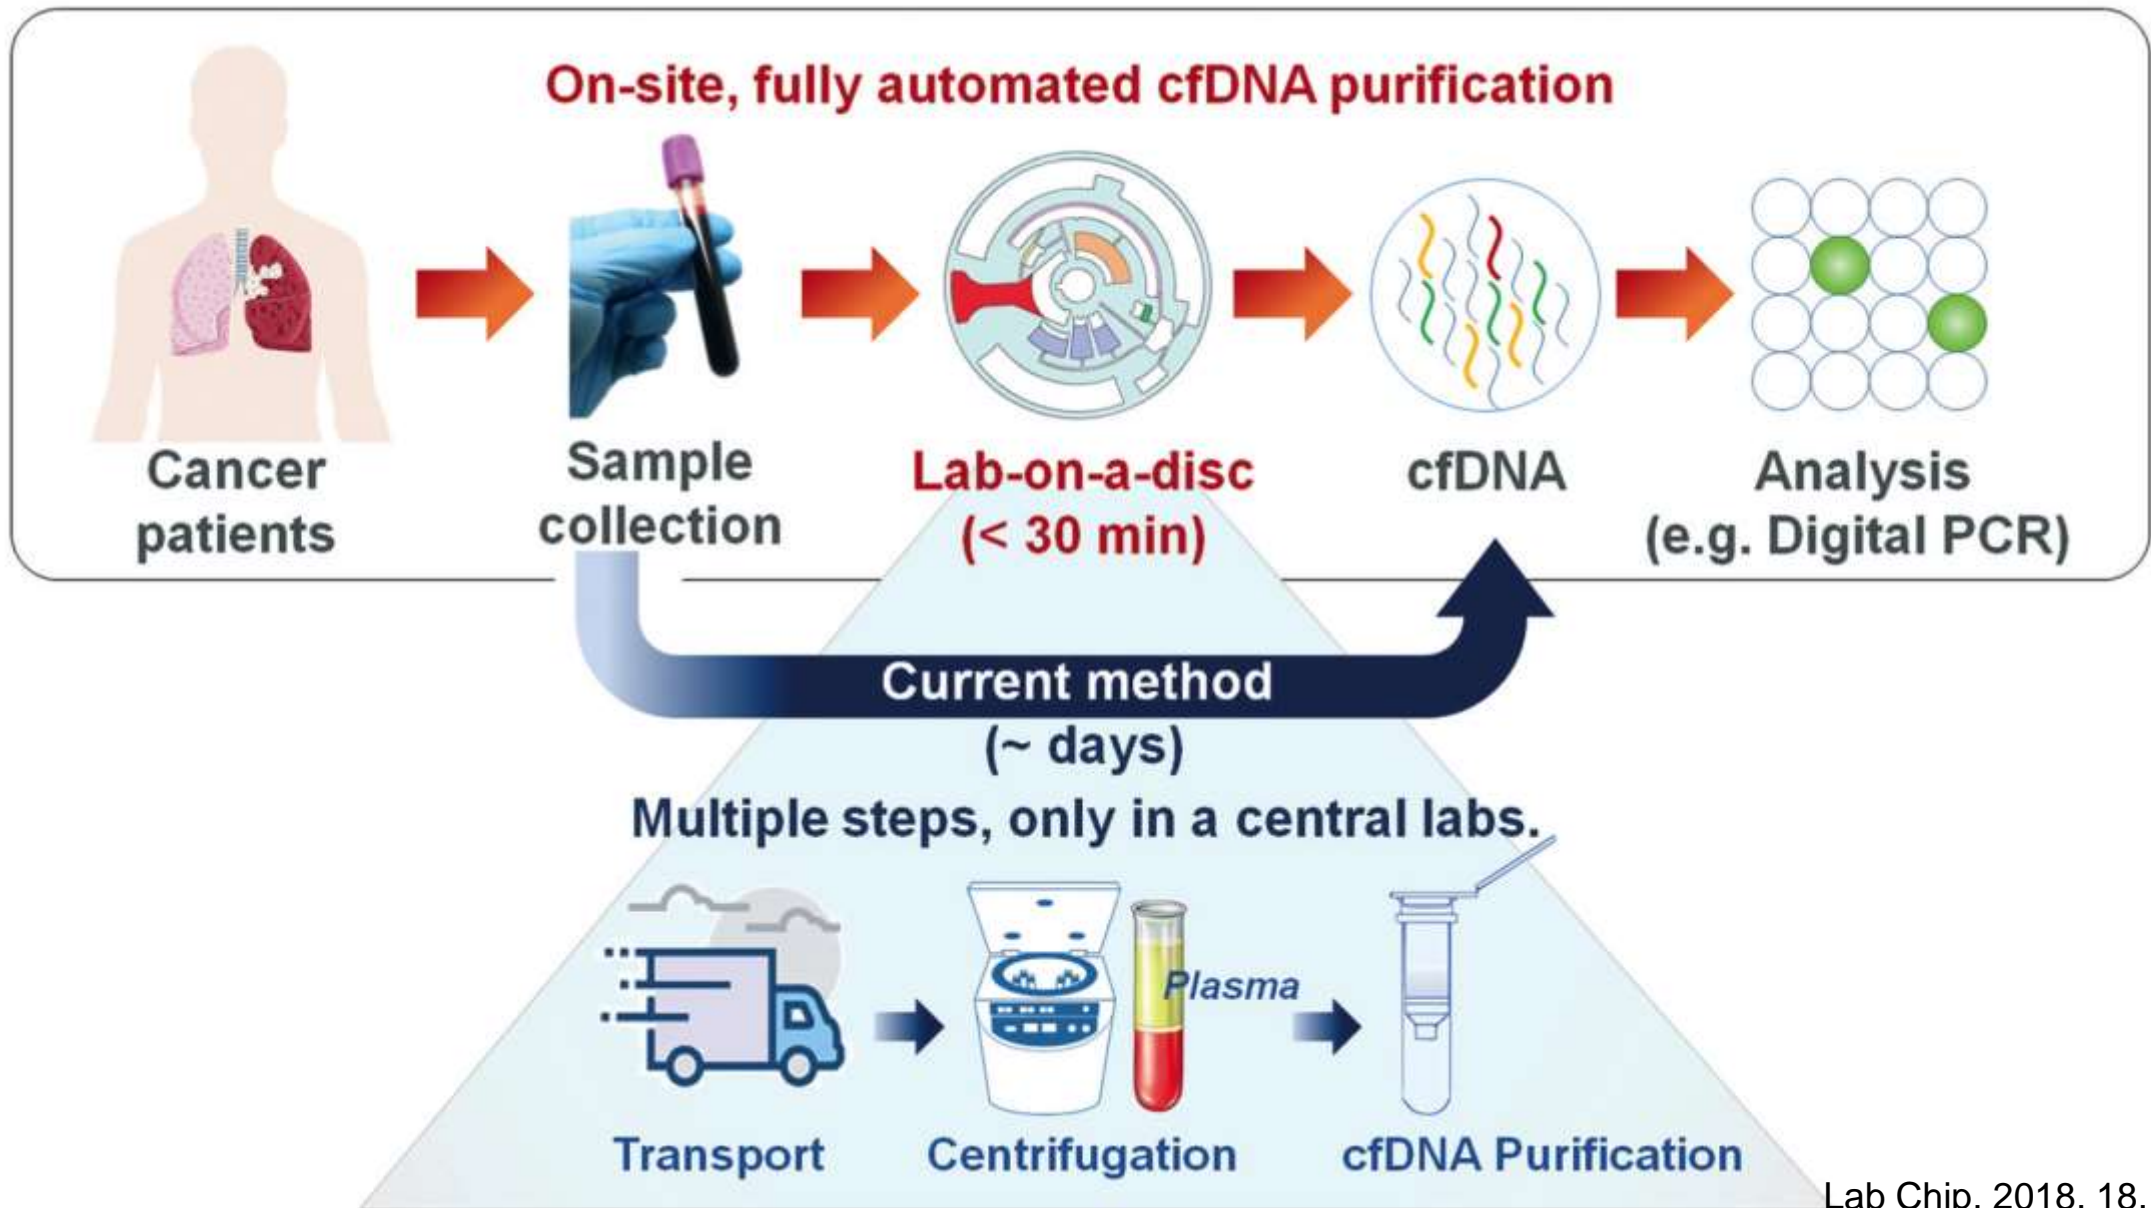 On-site, fully automated cfDNA purification
Cancer
patients
Sample
collection
Lab-on-a-disc
(< 30 min)
cfDNA
Analysis
(e.g. Digital PCR)
Current method
(~ days)
Multiple steps, only in a central labs.
Plasma
Transport
Centrifugation
cfDNA Purification
Lab Chip. 2018. 18.